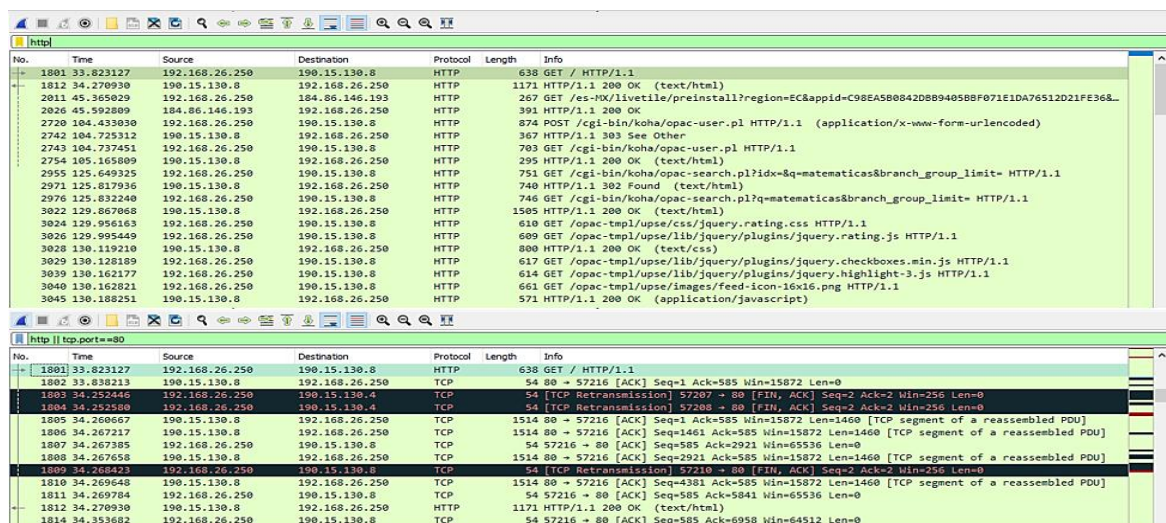 http
No. Time Source Destination Protocol Length Info
1801 33.823127 192.168.26.250 190.15.130.8 HTTP 638 GET / HTTP/1.1
1812 34.270930 190.15.130.8 192.168.26.250 HTTP 1171 HTTP/1.1 200 OK (text/html)
2011 45.365029 192.168.26.250 184.86.146.193 HTTP 267 GET /es-MX/livetile/preinstall?region=EC&appid=C98EA5B0842DBB9405BBF071E1DA76512D21FE36&…
2026 45.592809 184.86.146.193 192.168.26.250 HTTP 391 HTTP/1.1 200 OK
2720 104.433030 192.168.26.250 190.15.130.8 HTTP 874 POST /cgi-bin/koha/opac-user.pl HTTP/1.1 (application/x-www-form-urlencoded)
2742 104.725312 190.15.130.8 192.168.26.250 HTTP 367 HTTP/1.1 303 See Other
2743 104.737451 192.168.26.250 190.15.130.8 HTTP 703 GET /cgi-bin/koha/opac-user.pl HTTP/1.1
2754 105.165809 190.15.130.8 192.168.26.250 HTTP 295 HTTP/1.1 200 OK (text/html)
2955 125.649325 192.168.26.250 190.15.130.8 HTTP 751 GET /cgi-bin/koha/opac-search.pl?idx=&q=matematicas&branch_group_limit= HTTP/1.1
2971 125.817936 190.15.130.8 192.168.26.250 HTTP 740 HTTP/1.1 302 Found (text/html)
2976 125.832240 192.168.26.250 190.15.130.8 HTTP 746 GET /cgi-bin/koha/opac-search.pl?q=matematicas&branch_group_limit= HTTP/1.1
3022 129.867068 190.15.130.8 192.168.26.250 HTTP 1505 HTTP/1.1 200 OK (text/html)
3024 129.956163 192.168.26.250 190.15.130.8 HTTP 610 GET /opac-tmpl/upse/css/jquery.rating.css HTTP/1.1
3026 129.995449 192.168.26.250 190.15.130.8 HTTP 609 GET /opac-tmpl/upse/lib/jquery/plugins/jquery.rating.js HTTP/1.1
3028 130.119210 190.15.130.8 192.168.26.250 HTTP 800 HTTP/1.1 200 OK (text/css)
3029 130.128189 192.168.26.250 190.15.130.8 HTTP 617 GET /opac-tmpl/upse/lib/jquery/plugins/jquery.checkboxes.min.js HTTP/1.1
3039 130.162177 192.168.26.250 190.15.130.8 HTTP 614 GET /opac-tmpl/upse/lib/jquery/plugins/jquery.highlight-3.js HTTP/1.1
3040 130.162821 192.168.26.250 190.15.130.8 HTTP 661 GET /opac-tmpl/upse/images/feed-icon-16x16.png HTTP/1.1
3045 130.188251 190.15.130.8 192.168.26.250 HTTP 571 HTTP/1.1 200 OK (application/javascript)
http || tcp.port==80
No. Time Source Destination Protocol Length Info
1801 33.823127 192.168.26.250 190.15.130.8 HTTP 638 GET / HTTP/1.1
1802 33.838213 190.15.130.8 192.168.26.250 TCP 54 80 → 57216 [ACK] Seq=1 Ack=585 Win=15872 Len=0
1803 34.252446 192.168.26.250 190.15.130.4 TCP 54 [TCP Retransmission] 57207 → 80 [FIN, ACK] Seq=2 Ack=2 Win=256 Len=0
1804 34.252580 192.168.26.250 190.15.130.4 TCP 54 [TCP Retransmission] 57208 → 80 [FIN, ACK] Seq=2 Ack=2 Win=256 Len=0
1805 34.260667 190.15.130.8 192.168.26.250 TCP 1514 80 → 57216 [ACK] Seq=1 Ack=585 Win=15872 Len=1460 [TCP segment of a reassembled PDU]
1806 34.267217 190.15.130.8 192.168.26.250 TCP 1514 80 → 57216 [ACK] Seq=1461 Ack=585 Win=15872 Len=1460 [TCP segment of a reassembled PDU]
1807 34.267385 192.168.26.250 190.15.130.8 TCP 54 57216 → 80 [ACK] Seq=585 Ack=2921 Win=65536 Len=0
1808 34.267658 190.15.130.8 192.168.26.250 TCP 1514 80 → 57216 [ACK] Seq=2921 Ack=585 Win=15872 Len=1460 [TCP segment of a reassembled PDU]
1809 34.268423 192.168.26.250 190.15.130.8 TCP 54 [TCP Retransmission] 57210 → 80 [FIN, ACK] Seq=2 Ack=2 Win=256 Len=0
1810 34.269648 190.15.130.8 192.168.26.250 TCP 1514 80 → 57216 [ACK] Seq=4381 Ack=585 Win=15872 Len=1460 [TCP segment of a reassembled PDU]
1811 34.269784 192.168.26.250 190.15.130.8 TCP 54 57216 → 80 [ACK] Seq=585 Ack=5841 Win=65536 Len=0
1812 34.270930 190.15.130.8 192.168.26.250 HTTP 1171 HTTP/1.1 200 OK (text/html)
1814 34.353682 192.168.26.250 190.15.130.8 TCP 54 57216 → 80 [ACK] Seq=585 Ack=6958 Win=64512 Len=0